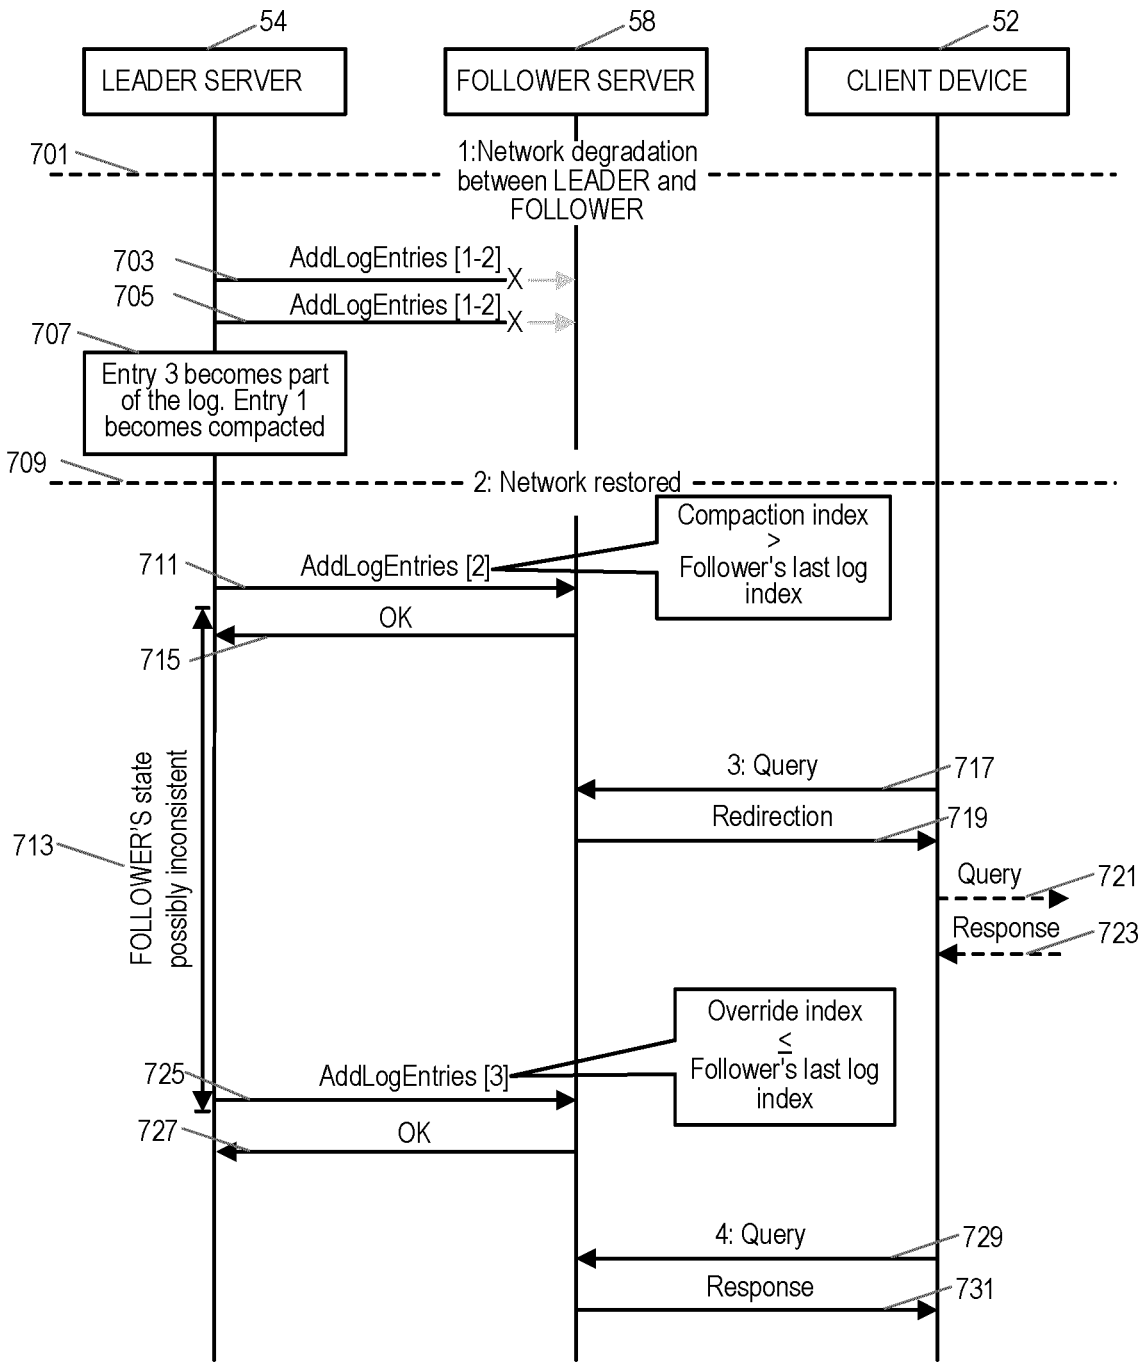 54
58
52
LEADER SERVER
FOLLOWER SERVER
CLIENT DEVICE
701
1:Network degradation
between LEADER and
FOLLOWER
703
AddLogEntries [1-2]
X
705
AddLogEntries [1-2]
X
707
Entry 3 becomes part
of the log. Entry 1
becomes compacted
709
2: Network restored
Compaction index
>
Follower's last log
index
711
AddLogEntries [2]
OK
715
713
FOLLOWER'S state
possibly inconsistent
3: Query
717
Redirection
719
Query
721
Response
723
Override index
≤
Follower's last log
index
725
AddLogEntries [3]
727
OK
4: Query
729
Response
731